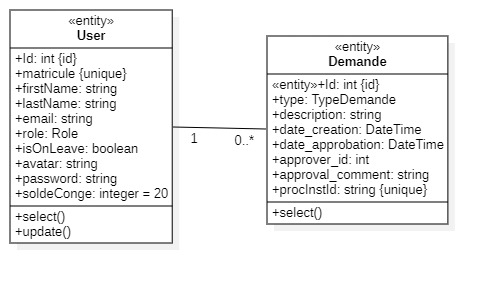 «entity»
User
+Id: int {id}
+matricule {unique}
+firstName: string
+lastName: string
+email: string
+role: Role
+isOnLeave: boolean
+avatar: string
+password: string
+soldeConge: integer = 20
+select()
+update()
1
0..*
«entity»
Demande
«entity»+Id: int {id}
+type: TypeDemande
+description: string
+date_creation: DateTime
+date_approbation: DateTime
+approver_id: int
+approval_comment: string
+procInstId: string {unique}
+select()